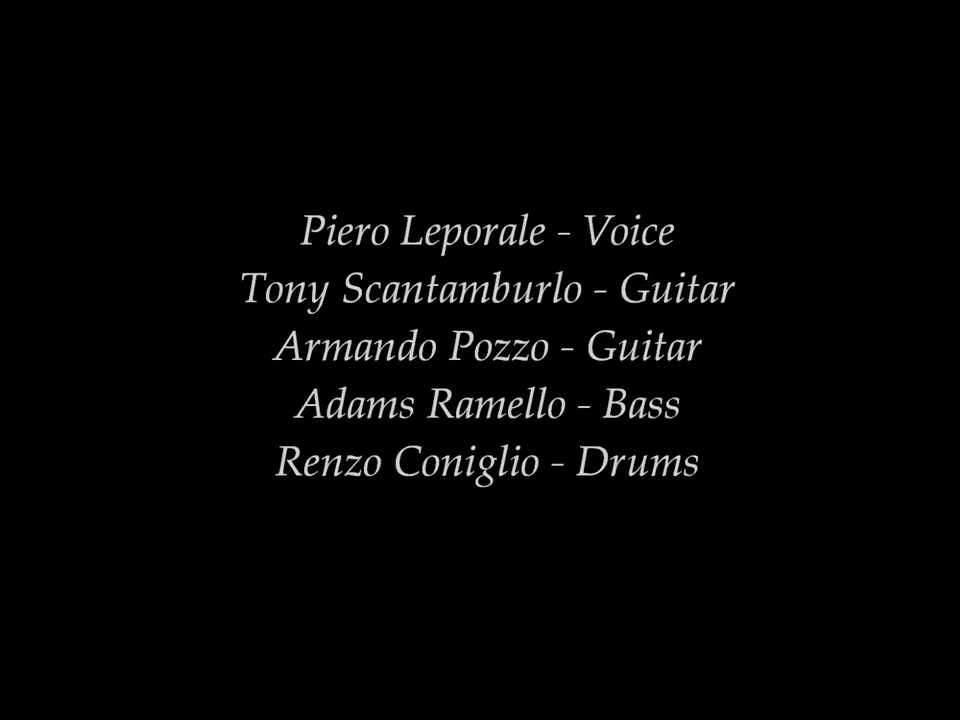 Piero Leporale - Voice
Tony Scantamburlo - Guitar
Armando Pozzo - Guitar
Adams Ramello - Bass
Renzo Coniglio - Drums